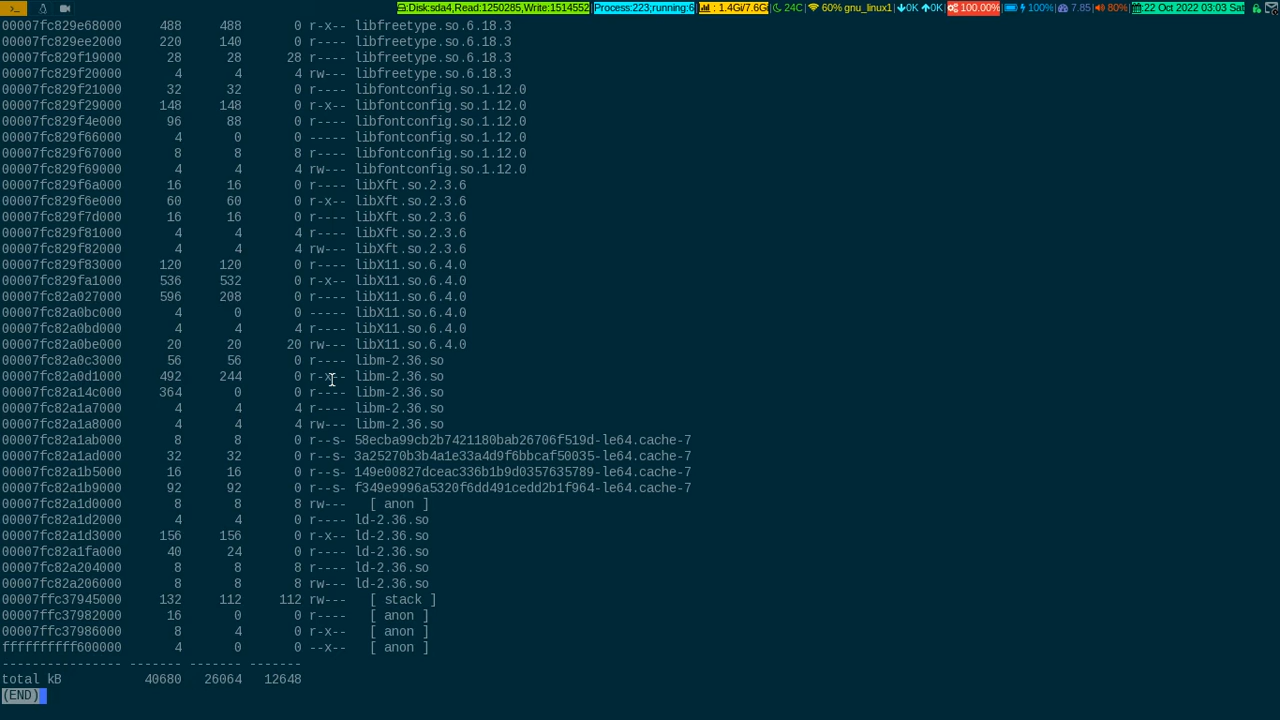 >_ E:Disk:sda4,Read:1250285,Write:1514552 Process:223;running:6 : 1.4Gi/7.6Gi 24C 60% gnu_linux1 0K 0K 100.00% 100% 7.85 80% 22 Oct 2022 03:03 Sat
00007fc829e68000 488 488 0 r-x-- libfreetype.so.6.18.3
00007fc829ee2000 220 140 0 r---- libfreetype.so.6.18.3
00007fc829f19000 28 28 28 r---- libfreetype.so.6.18.3
00007fc829f20000 4 4 4 rw--- libfreetype.so.6.18.3
00007fc829f21000 32 32 0 r---- libfontconfig.so.1.12.0
00007fc829f29000 148 148 0 r-x-- libfontconfig.so.1.12.0
00007fc829f4e000 96 88 0 r---- libfontconfig.so.1.12.0
00007fc829f66000 4 0 0 ----- libfontconfig.so.1.12.0
00007fc829f67000 8 8 8 r---- libfontconfig.so.1.12.0
00007fc829f69000 4 4 4 rw--- libfontconfig.so.1.12.0
00007fc829f6a000 16 16 0 r---- libXft.so.2.3.6
00007fc829f6e000 60 60 0 r-x-- libXft.so.2.3.6
00007fc829f7d000 16 16 0 r---- libXft.so.2.3.6
00007fc829f81000 4 4 4 r---- libXft.so.2.3.6
00007fc829f82000 4 4 4 rw--- libXft.so.2.3.6
00007fc829f83000 120 120 0 r---- libX11.so.6.4.0
00007fc829fa1000 536 532 0 r-x-- libX11.so.6.4.0
00007fc82a027000 596 208 0 r---- libX11.so.6.4.0
00007fc82a0bc000 4 0 0 ----- libX11.so.6.4.0
00007fc82a0bd000 4 4 4 r---- libX11.so.6.4.0
00007fc82a0be000 20 20 20 rw--- libX11.so.6.4.0
00007fc82a0c3000 56 56 0 r---- libm-2.36.so
00007fc82a0d1000 492 244 0 r-x-- libm-2.36.so
00007fc82a14c000 364 0 0 r---- libm-2.36.so
00007fc82a1a7000 4 4 4 r---- libm-2.36.so
00007fc82a1a8000 4 4 4 rw--- libm-2.36.so
00007fc82a1ab000 8 8 0 r--s- 58ecba99cb2b7421180bab26706f519d-le64.cache-7
00007fc82a1ad000 32 32 0 r--s- 3a25270b3b4a1e33a4d9f6bbcaf50035-le64.cache-7
00007fc82a1b5000 16 16 0 r--s- 149e00827dceac336b1b9d0357635789-le64.cache-7
00007fc82a1b9000 92 92 0 r--s- f349e9996a5320f6dd491cedd2b1f964-le64.cache-7
00007fc82a1d0000 8 8 8 rw--- [ anon ]
00007fc82a1d2000 4 4 0 r---- ld-2.36.so
00007fc82a1d3000 156 156 0 r-x-- ld-2.36.so
00007fc82a1fa000 40 24 0 r---- ld-2.36.so
00007fc82a204000 8 8 8 r---- ld-2.36.so
00007fc82a206000 8 8 8 rw--- ld-2.36.so
00007ffc37945000 132 112 112 rw--- [ stack ]
00007ffc37982000 16 0 0 r---- [ anon ]
00007ffc37986000 8 4 0 r-x-- [ anon ]
ffffffffff600000 4 0 0 --x-- [ anon ]
---------------- ------- ------- -------
total kB 40680 26064 12648
(END)